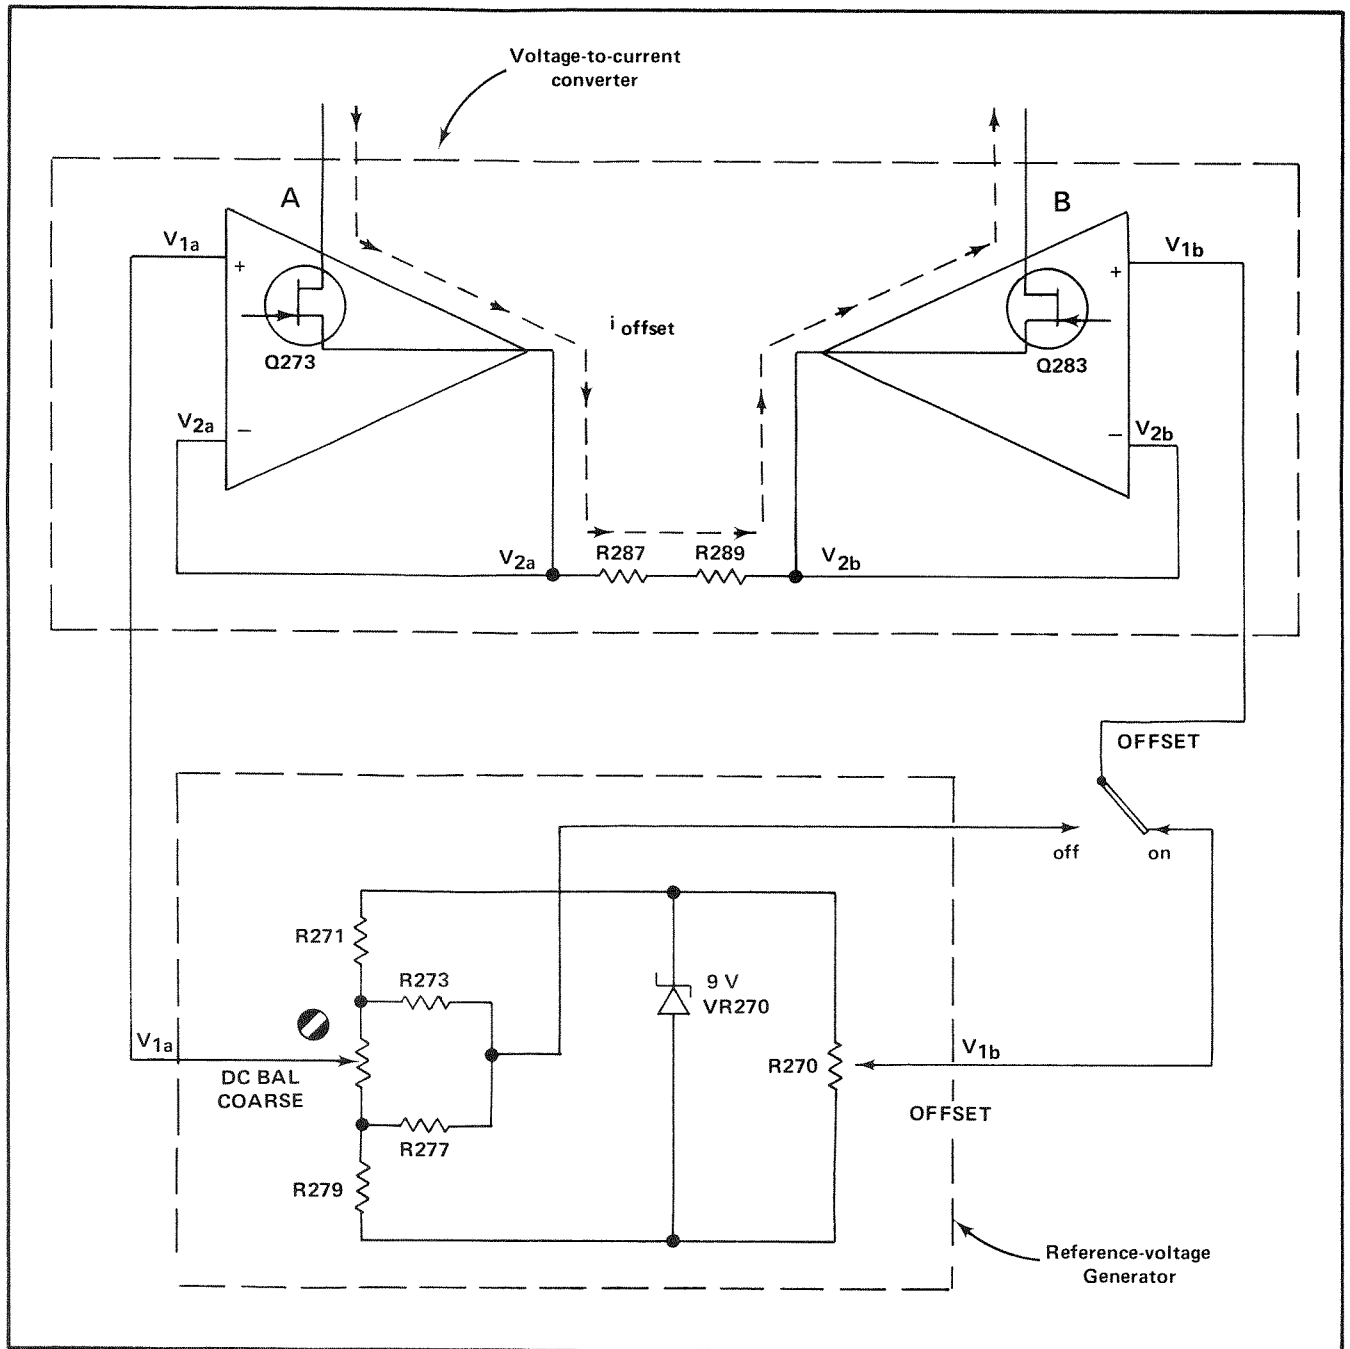 Voltage-to-current
converter
A
B
V1a
V1b
+
+
i offset
Q273
Q283
V2a
V2b
−
−
V2a
R287
R289
V2b
OFFSET
off
on
R271
R273
9 V
VR270
V1a
DC BAL
COARSE
R270
V1b
OFFSET
R277
R279
Reference-voltage
Generator